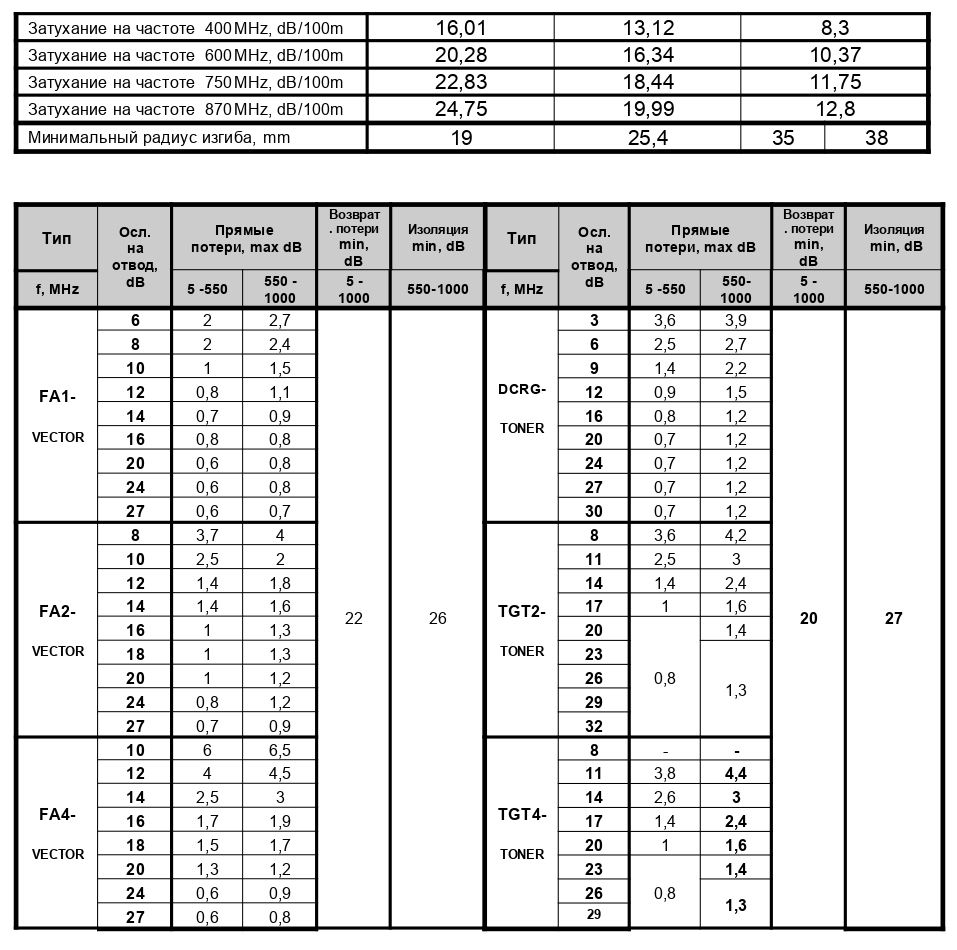 Затухание на частоте 400MHz, dB/100m 16,01 13,12 8,3
Затухание на частоте 600MHz, dB/100m 20,28 16,34 10,37
Затухание на частоте 750MHz, dB/100m 22,83 18,44 11,75
Затухание на частоте 870MHz, dB/100m 24,75 19,99 12,8
Минимальный радиус изгиба, mm 19 25,4 35 38
Тип
Осл.
на
отвод,
dB
Прямые
потери, max dB
Возврат
. потери
min,
dB
Изоляция
min, dB
Тип
Осл.
на
отвод,
dB
Прямые
потери, max dB
Возврат
. потери
min,
dB
Изоляция
min, dB
f, MHz
5 -550
550 -
1000
5 -
1000
550-1000
f, MHz
5 -550
550-
1000
5 -
1000
550-1000
FA1-
VECTOR
6 2 2,7
8 2 2,4
10 1 1,5
12 0,8 1,1
14 0,7 0,9
16 0,8 0,8
20 0,6 0,8
24 0,6 0,8
27 0,6 0,7
FA2-
VECTOR
8 3,7 4
10 2,5 2
12 1,4 1,8
14 1,4 1,6
16 1 1,3
18 1 1,3
20 1 1,2
24 0,8 1,2
27 0,7 0,9
FA4-
VECTOR
10 6 6,5
12 4 4,5
14 2,5 3
16 1,7 1,9
18 1,5 1,7
20 1,3 1,2
24 0,6 0,9
27 0,6 0,8
22
26
DCRG-
TONER
3 3,6 3,9
6 2,5 2,7
9 1,4 2,2
12 0,9 1,5
16 0,8 1,2
20 0,7 1,2
24 0,7 1,2
27 0,7 1,2
30 0,7 1,2
TGT2-
TONER
8 3,6 4,2
11 2,5 3
14 1,4 2,4
17 1 1,6
20 1,4
23
26 0,8 1,3
29
32
TGT4-
TONER
8 - -
11 3,8 4,4
14 2,6 3
17 1,4 2,4
20 1 1,6
23 1,4
26 0,8 1,3
29
20
27